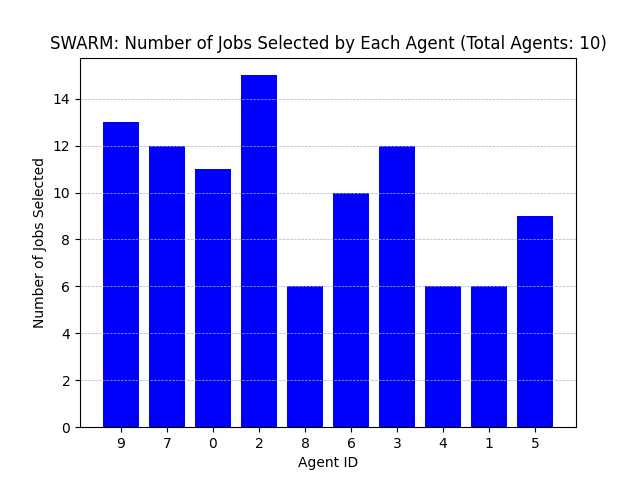 SWARM: Number of Jobs Selected by Each Agent (Total Agents: 10)
Number of Jobs Selected
14
12
10
8
6
4
2
0
9 7 0 2 8 6 3 4 1 5
Agent ID